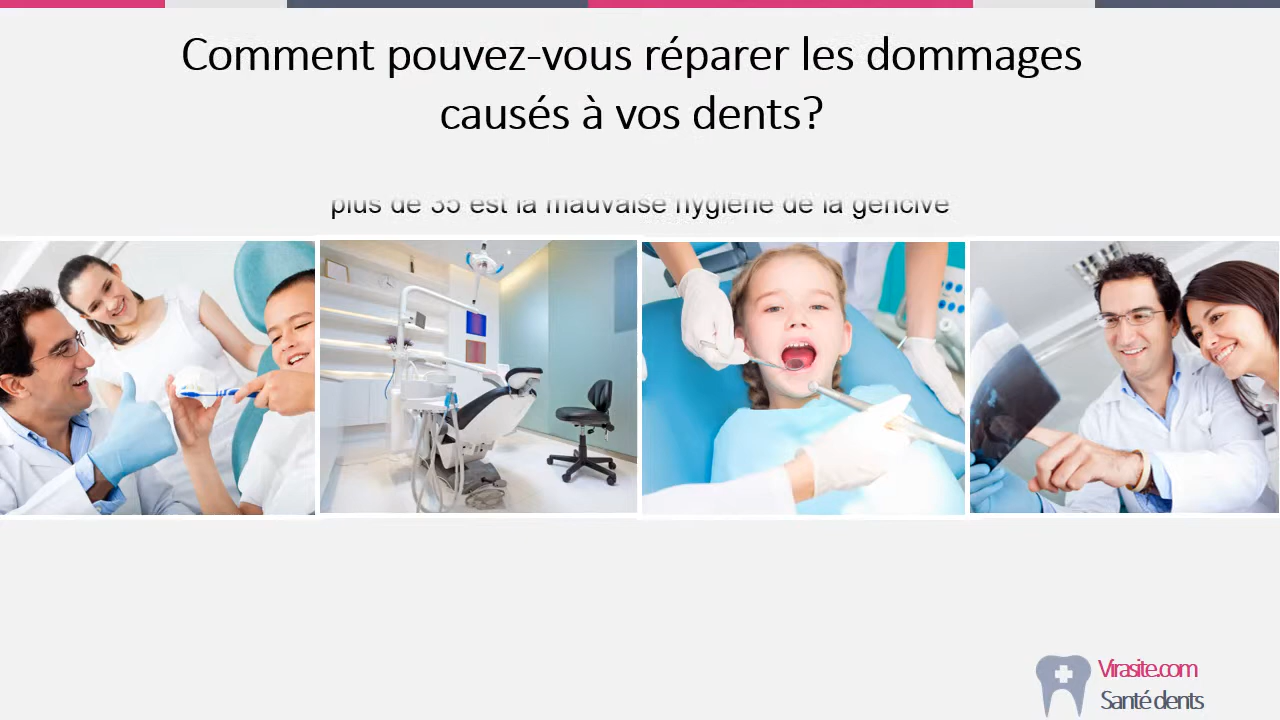 Comment pouvez-vous réparer les dommages
causés à vos dents?
plus de 35 est la mauvaise hygiène de la gencive
Virasite.com
Santé dents